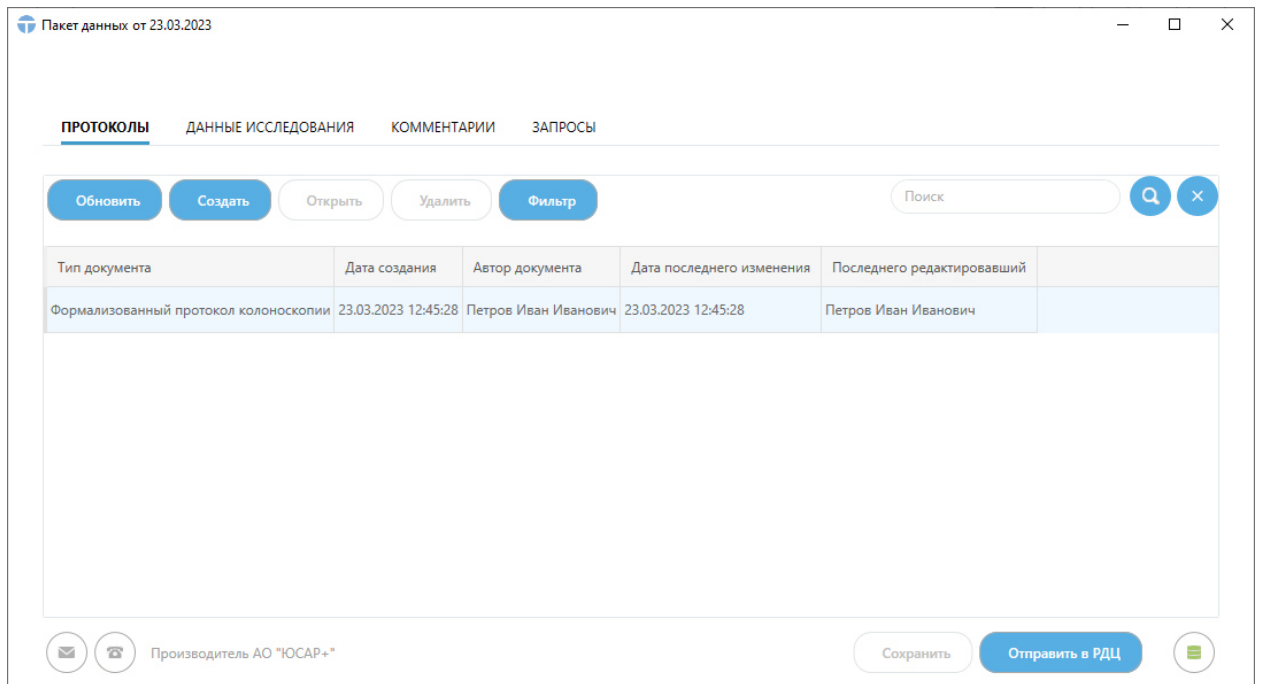 Пакет данных от 23.03.2023
ПРОТОКОЛЫ ДАННЫЕ ИССЛЕДОВАНИЯ КОММЕНТАРИИ ЗАПРОСЫ
Обновить Создать Открыть Удалить Фильтр Поиск
Тип документа Дата создания Автор документа Дата последнего изменения Последнего редактировавший
Формализованный протокол колоноскопии 23.03.2023 12:45:28 Петров Иван Иванович 23.03.2023 12:45:28 Петров Иван Иванович
Производитель АО "ЮСАР+" Сохранить Отправить в РДЦ